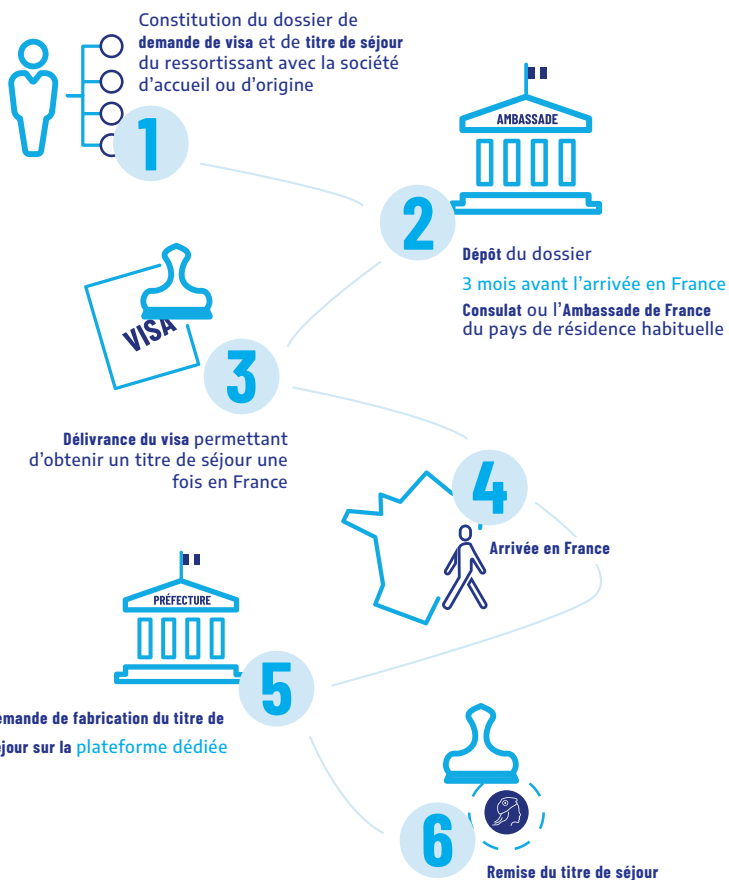 Constitution du dossier de
demande de visa et de titre de séjour
du ressortissant avec la société
d'accueil ou d'origine
1
AMBASSADE
2
Dépôt du dossier
3 mois avant l'arrivée en France
Consulat ou l'Ambassade de France
du pays de résidence habituelle
VISA
3
Délivrance du visa permettant
d'obtenir un titre de séjour une
fois en France
4
Arrivée en France
PRÉFECTURE
5
emande de fabrication du titre de
éjour sur la plateforme dédiée
6
Remise du titre de séjour